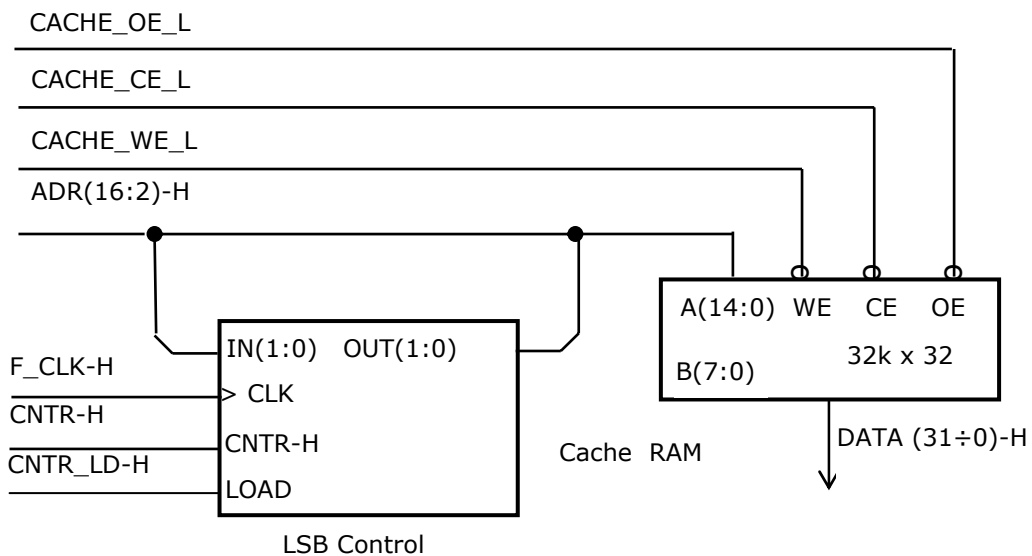 CACHE_OE_L
CACHE_CE_L
CACHE_WE_L
ADR(16:2)-H
A(14:0) WE CE OE
32k x 32
B(7:0)
IN(1:0) OUT(1:0)
F_CLK-H
> CLK
CNTR-H
CNTR-H
CNTR_LD-H
LOAD
DATA (31÷0)-H
Cache RAM
LSB Control